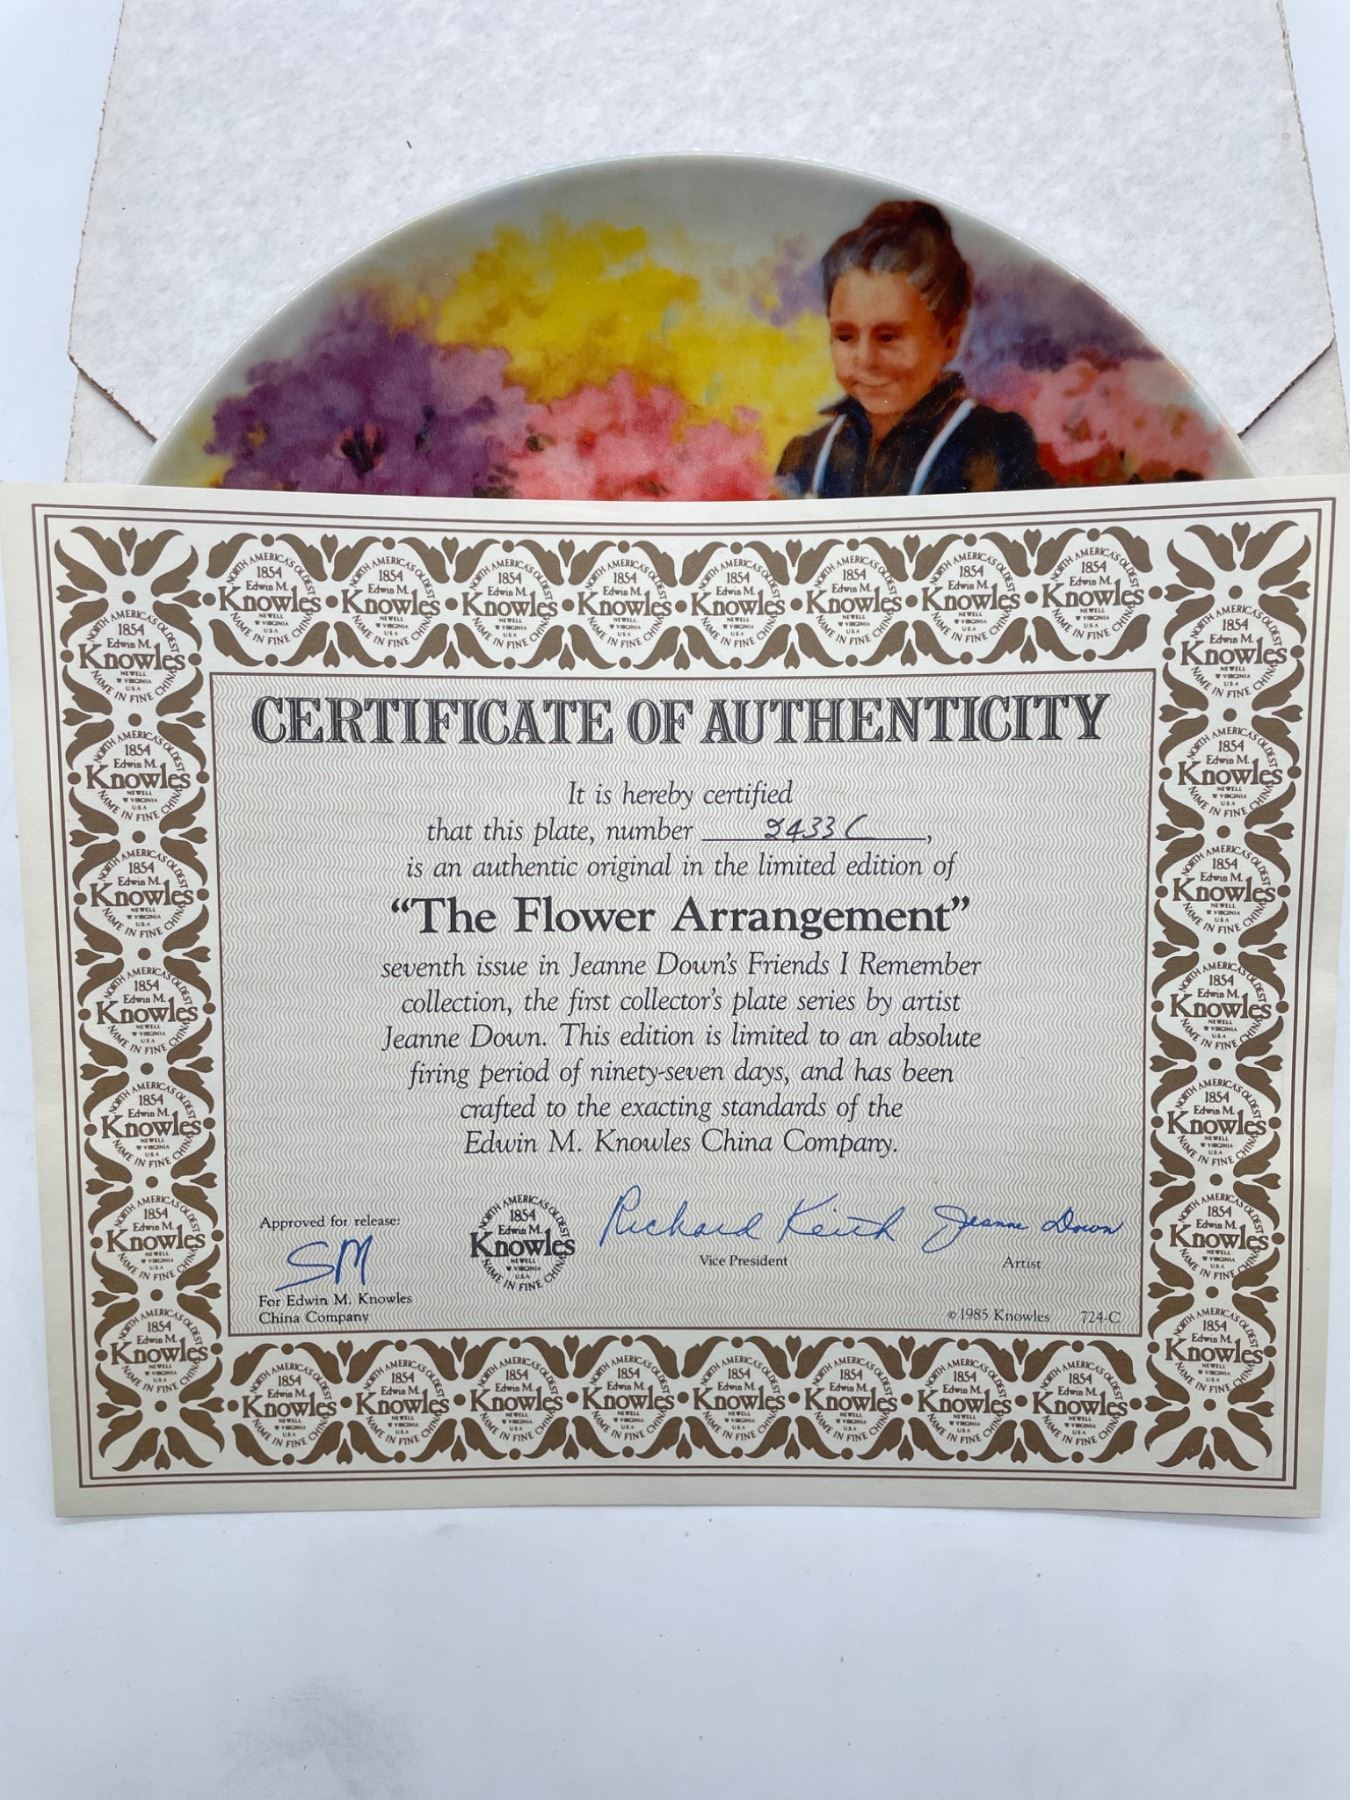 CERTIFICATE OF AUTHENTICITY
It is hereby certified
that this plate, number 2433 C,
is an authentic original in the limited edition of
“The Flower Arrangement”
seventh issue in Jeanne Down's Friends I Remember
collection, the first collector's plate series by artist
Jeanne Down. This edition is limited to an absolute
firing period of ninety-seven days, and has been
crafted to the exacting standards of the
Edwin M. Knowles China Company.
Approved for release:
SM
For Edwin M. Knowles
China Company
NORTH AMERICA'S OLDEST
1854
Edwin M.
Knowles
NEWELL
W VIRGINIA
USA
NAME IN FINE CHINA
Richard Keith
Vice President
Jeanne Down
Artist
© 1985 Knowles 724-C